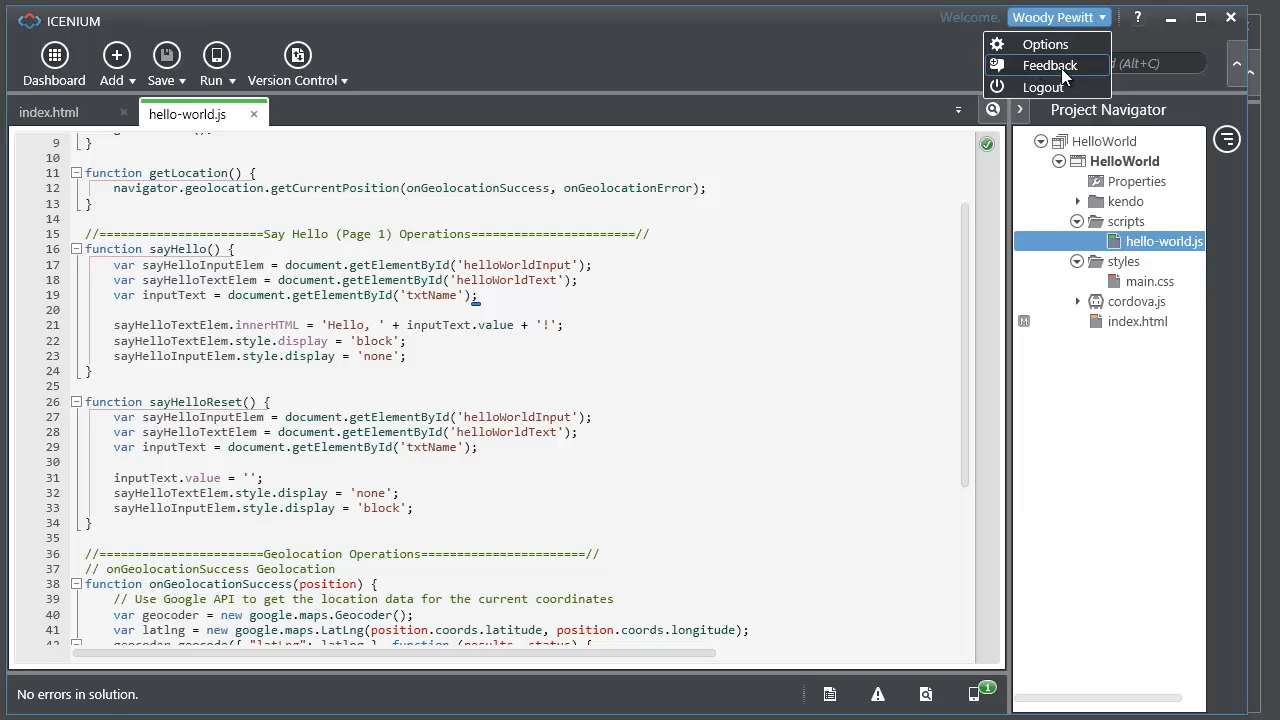 ICENIUM
Welcome, Woody Pewitt ?
Options
Feedback
Logout
(Alt+C)
Dashboard Add Save Run Version Control
index.html × hello-world.js ×
Project Navigator
9 }
10
11 function getLocation() {
12 navigator.geolocation.getCurrentPosition(onGeolocationSuccess, onGeolocationError);
13 }
14
15 //=======================Say Hello (Page 1) Operations=======================//
16 function sayHello() {
17 var sayHelloInputElem = document.getElementById('helloWorldInput');
18 var sayHelloTextElem = document.getElementById('helloWorldText');
19 var inputText = document.getElementById('txtName');
20
21 sayHelloTextElem.innerHTML = 'Hello, ' + inputText.value + '!';
22 sayHelloTextElem.style.display = 'block';
23 sayHelloInputElem.style.display = 'none';
24 }
25
26 function sayHelloReset() {
27 var sayHelloInputElem = document.getElementById('helloWorldInput');
28 var sayHelloTextElem = document.getElementById('helloWorldText');
29 var inputText = document.getElementById('txtName');
30
31 inputText.value = '';
32 sayHelloTextElem.style.display = 'none';
33 sayHelloInputElem.style.display = 'block';
34 }
35
36 //=======================Geolocation Operations=======================//
37 // onGeolocationSuccess Geolocation
38 function onGeolocationSuccess(position) {
39 // Use Google API to get the location data for the current coordinates
40 var geocoder = new google.maps.Geocoder();
41 var latlng = new google.maps.LatLng(position.coords.latitude, position.coords.longitude);
42 geocoder.geocode({ "latLng": latlng }, function (results, status) {
HelloWorld
HelloWorld
Properties
kendo
scripts
hello-world.js
styles
main.css
cordova.js
M index.html
No errors in solution.
1